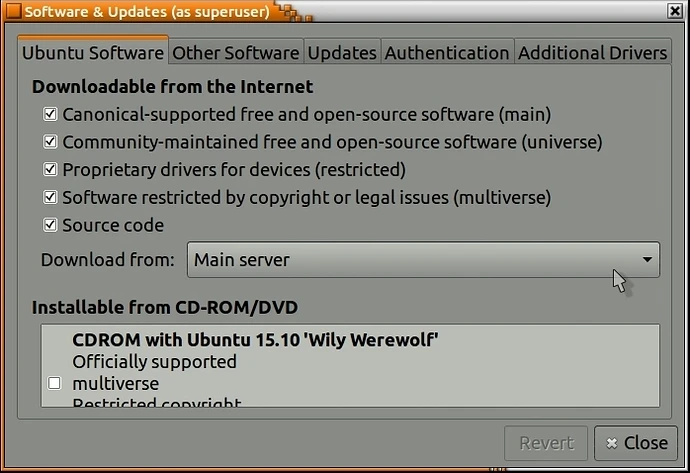 Software & Updates (as superuser)
Ubuntu Software Other Software Updates Authentication Additional Drivers
Downloadable from the Internet
Canonical-supported free and open-source software (main)
Community-maintained free and open-source software (universe)
Proprietary drivers for devices (restricted)
Software restricted by copyright or legal issues (multiverse)
Source code
Download from: Main server
Installable from CD-ROM/DVD
CDROM with Ubuntu 15.10 'Wily Werewolf'
Officially supported
multiverse
Restricted copyright
Revert Close